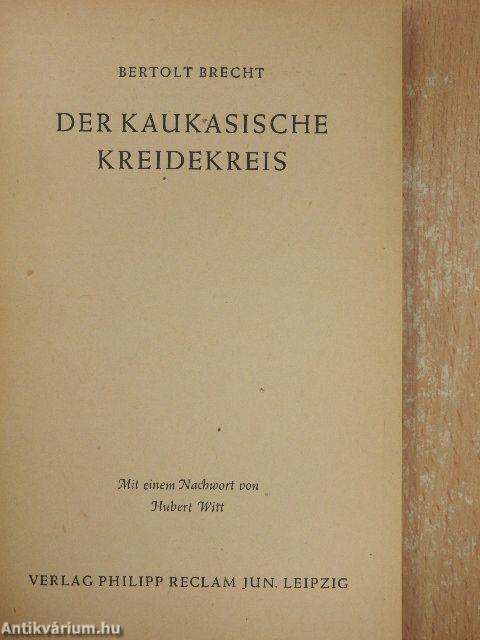 BERTOLT BRECHT
DER KAUKASISCHE
KREIDEKREIS
Mit einem Nachwort von
Hubert Witt
VERLAG PHILIPP RECLAM JUN. LEIPZIG
Antikvárium.hu